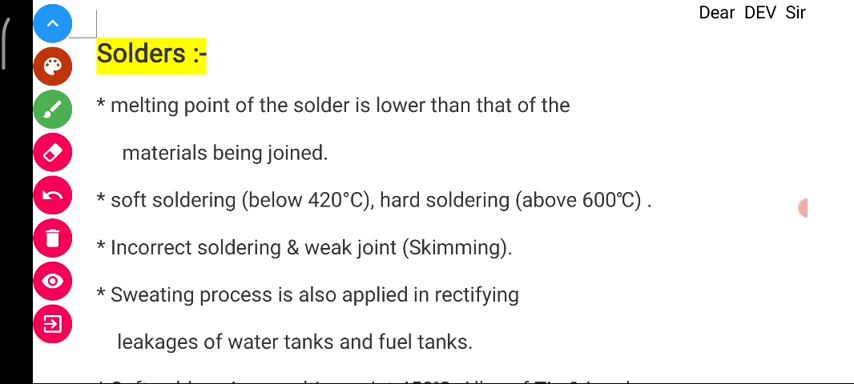 Dear DEV Sir
Solders :-
* melting point of the solder is lower than that of the
materials being joined.
* soft soldering (below 420°C), hard soldering (above 600℃) .
* Incorrect soldering & weak joint (Skimming).
* Sweating process is also applied in rectifying
leakages of water tanks and fuel tanks.